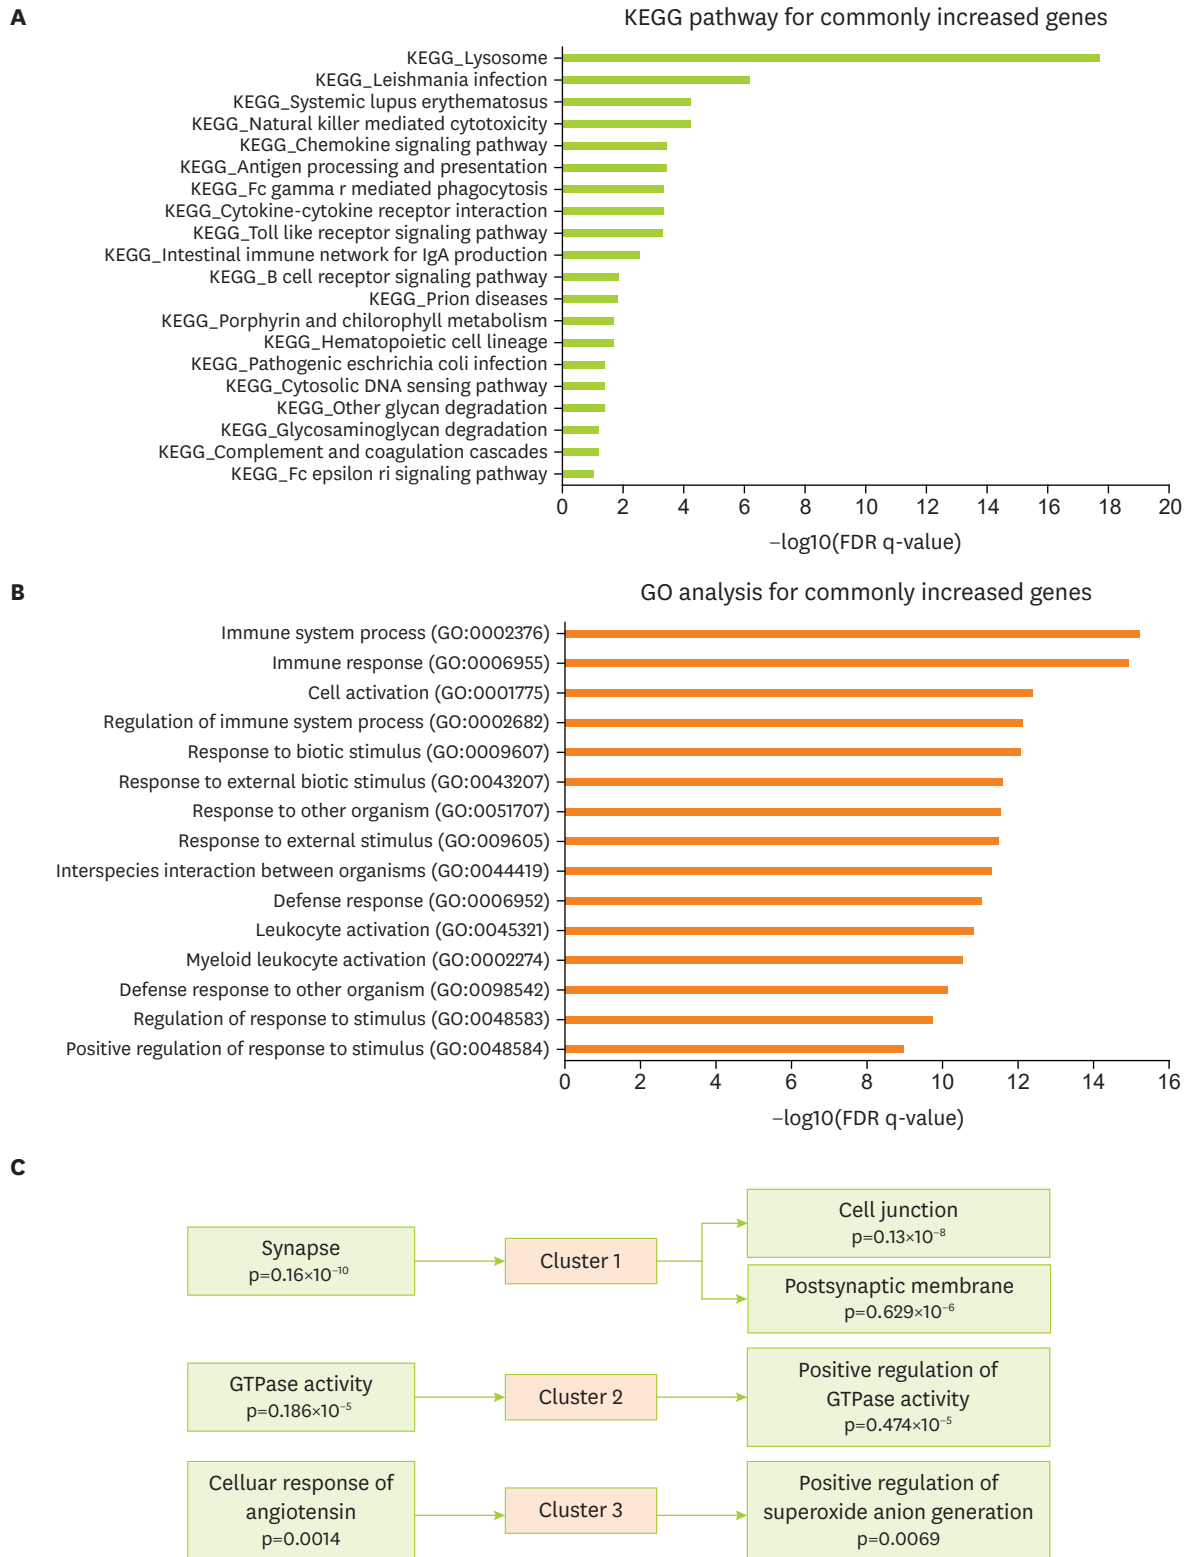 A
KEGG pathway for commonly increased genes
KEGG_Lysosome
KEGG_Leishmania infection
KEGG_Systemic lupus erythematosus
KEGG_Natural killer mediated cytotoxicity
KEGG_Chemokine signaling pathway
KEGG_Antigen processing and presentation
KEGG_Fc gamma r mediated phagocytosis
KEGG_Cytokine-cytokine receptor interaction
KEGG_Toll like receptor signaling pathway
KEGG_Intestinal immune network for IgA production
KEGG_B cell receptor signaling pathway
KEGG_Prion diseases
KEGG_Porphyrin and chilorophyll metabolism
KEGG_Hematopoietic cell lineage
KEGG_Pathogenic eschrichia coli infection
KEGG_Cytosolic DNA sensing pathway
KEGG_Other glycan degradation
KEGG_Glycosaminoglycan degradation
KEGG_Complement and coagulation cascades
KEGG_Fc epsilon ri signaling pathway
0 2 4 6 8 10 12 14 16 18 20
−log10(FDR q-value)
B
GO analysis for commonly increased genes
Immune system process (GO:0002376)
Immune response (GO:0006955)
Cell activation (GO:0001775)
Regulation of immune system process (GO:0002682)
Response to biotic stimulus (GO:0009607)
Response to external biotic stimulus (GO:0043207)
Response to other organism (GO:0051707)
Response to external stimulus (GO:009605)
Interspecies interaction between organisms (GO:0044419)
Defense response (GO:0006952)
Leukocyte activation (GO:0045321)
Myeloid leukocyte activation (GO:0002274)
Defense response to other organism (GO:0098542)
Regulation of response to stimulus (GO:0048583)
Positive regulation of response to stimulus (GO:0048584)
0 2 4 6 8 10 12 14 16
−log10(FDR q-value)
C
Synapse
p=0.16×10⁻¹⁰
Cluster 1
Cell junction
p=0.13×10⁻⁸
Postsynaptic membrane
p=0.629×10⁻⁶
GTPase activity
p=0.186×10⁻⁵
Cluster 2
Positive regulation of
GTPase activity
p=0.474×10⁻⁵
Celluar response of
angiotensin
p=0.0014
Cluster 3
Positive regulation of
superoxide anion generation
p=0.0069